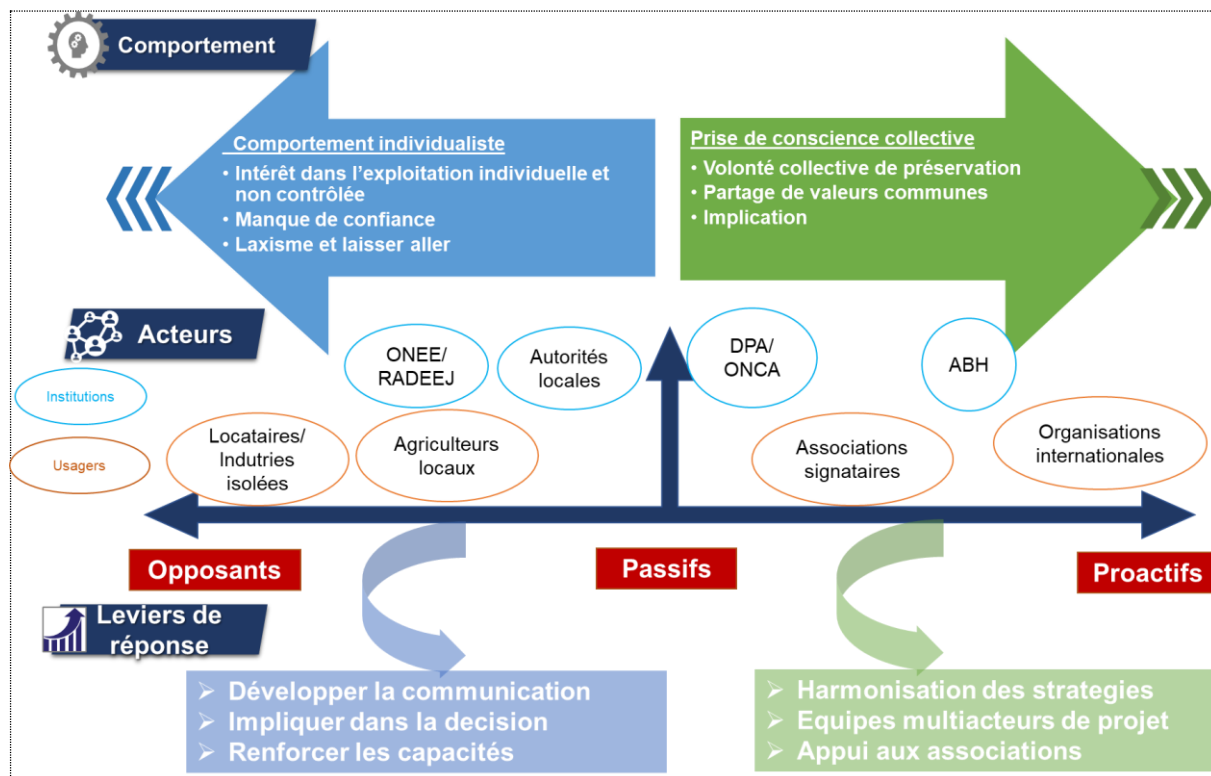 Comportement
Comportement individualiste
• Intérêt dans l'exploitation individuelle et
non contrôlée
• Manque de confiance
• Laxisme et laisser aller
Prise de conscience collective
• Volonté collective de préservation
• Partage de valeurs communes
• Implication
Acteurs
Institutions
Usagers
ONEE/
RADEEJ
Autorités
locales
DPA/
ONCA
ABH
Locataires/
Indutries
isolées
Agriculteurs
locaux
Associations
signataires
Organisations
internationales
Opposants
Passifs
Proactifs
Leviers de
réponse
➢ Développer la communication
➢ Impliquer dans la decision
➢ Renforcer les capacités
➢ Harmonisation des strategies
➢ Equipes multiacteurs de projet
➢ Appui aux associations